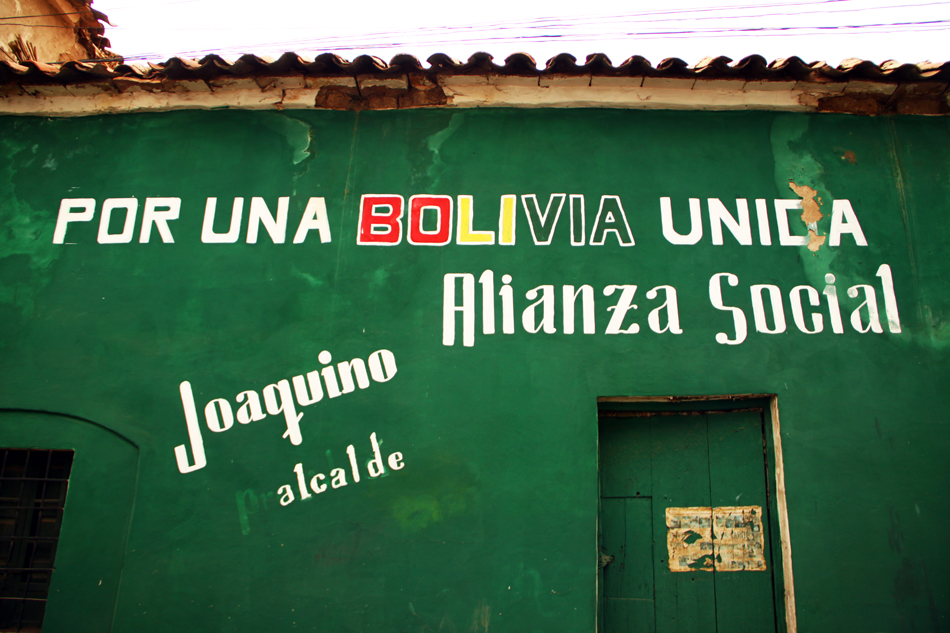 POR UNA BOLIVIA UNIDA
Alianza Social
Joaquino
alcalde